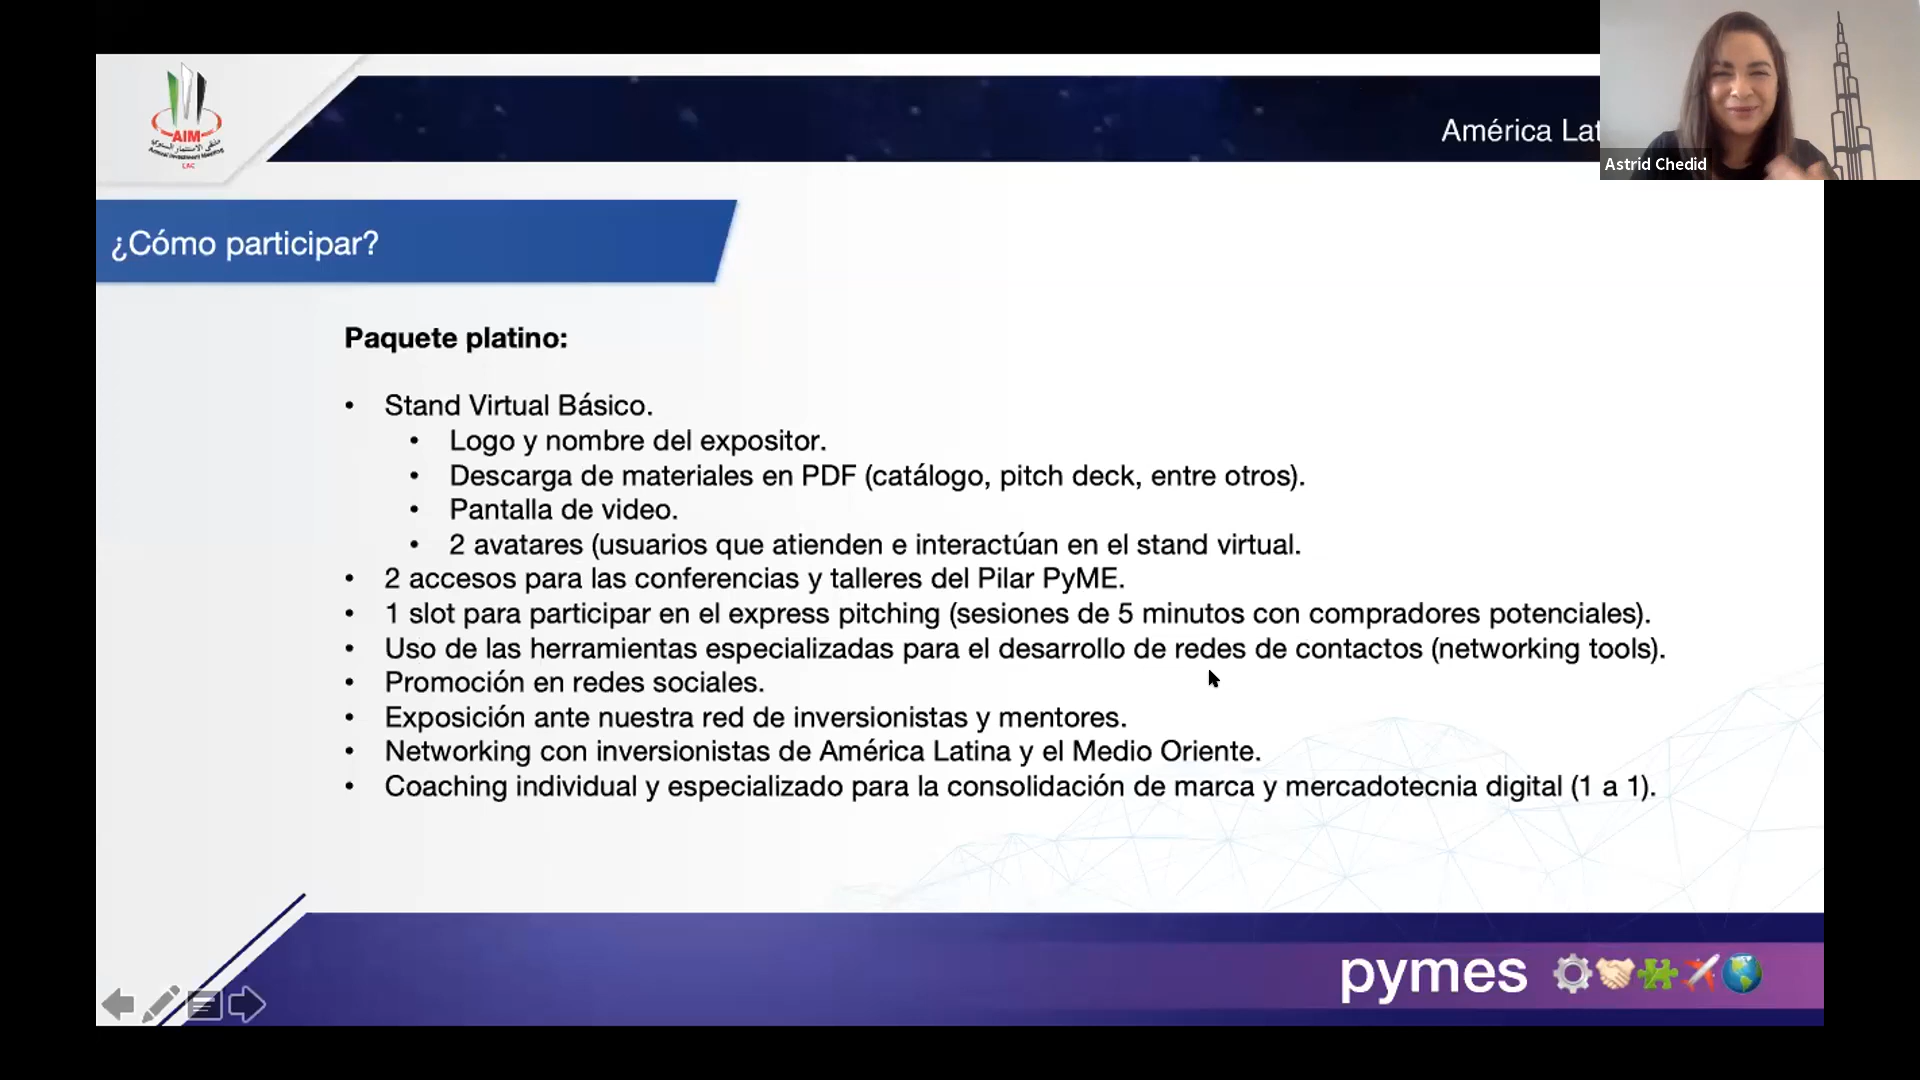 AIM
ملتقى الاستثمار السنوي
Annual Investment Meeting
LAC
América Lat
Astrid Chedid
¿Cómo participar?
Paquete platino:
• Stand Virtual Básico.
• Logo y nombre del expositor.
• Descarga de materiales en PDF (catálogo, pitch deck, entre otros).
• Pantalla de video.
• 2 avatares (usuarios que atienden e interactúan en el stand virtual.
• 2 accesos para las conferencias y talleres del Pilar PyME.
• 1 slot para participar en el express pitching (sesiones de 5 minutos con compradores potenciales).
• Uso de las herramientas especializadas para el desarrollo de redes de contactos (networking tools).
• Promoción en redes sociales.
• Exposición ante nuestra red de inversionistas y mentores.
• Networking con inversionistas de América Latina y el Medio Oriente.
• Coaching individual y especializado para la consolidación de marca y mercadotecnia digital (1 a 1).
pymes